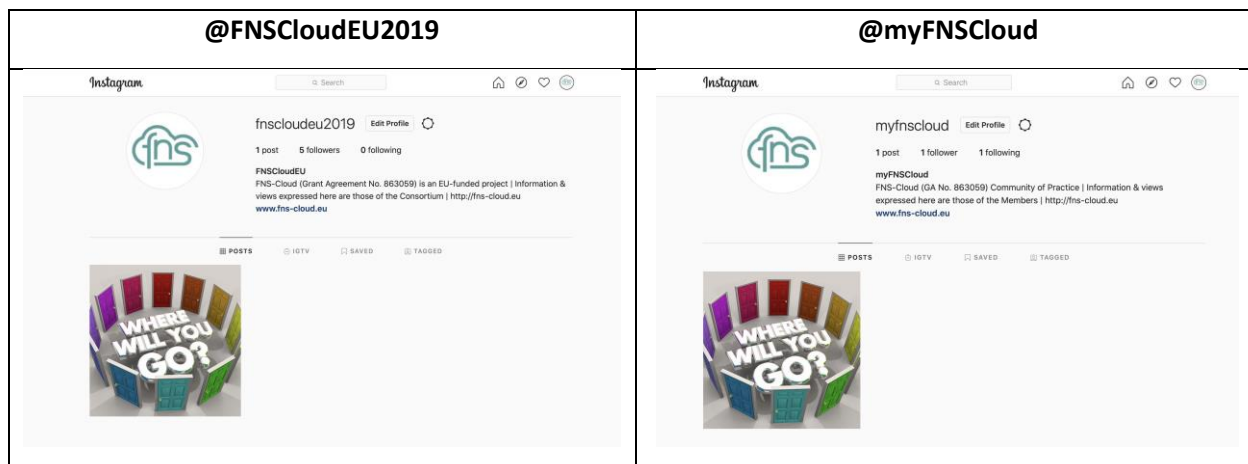 @FNSCloudEU2019
@myFNSCloud
Instagram
Search
fns
fnscloudeu2019 Edit Profile
1 post 5 followers 0 following
FNSCloudEU
FNS-Cloud (Grant Agreement No. 863059) is an EU-funded project | Information &
views expressed here are those of the Consortium | http://fns-cloud.eu
www.fns-cloud.eu
POSTS IGTV SAVED TAGGED
WHERE
WILL YOU
GO?
Instagram
Search
fns
myfnscloud Edit Profile
1 post 1 follower 1 following
myFNSCloud
FNS-Cloud (GA No. 863059) Community of Practice | Information & views
expressed here are those of the Members | http://fns-cloud.eu
www.fns-cloud.eu
POSTS IGTV SAVED TAGGED
WHERE
WILL YOU
GO?